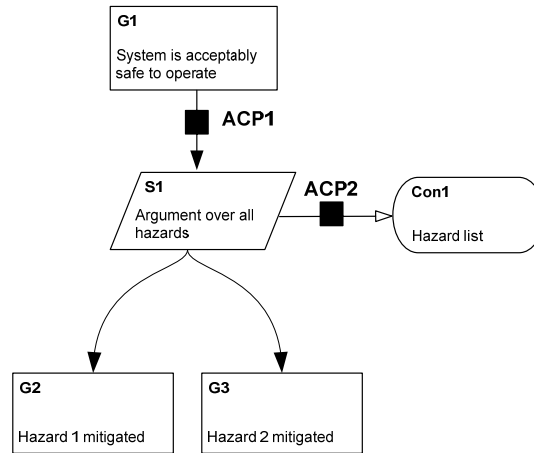 G1
System is acceptably
safe to operate
ACP1
S1
Argument over all
hazards
ACP2
Con1
Hazard list
G2
Hazard 1 mitigated
G3
Hazard 2 mitigated